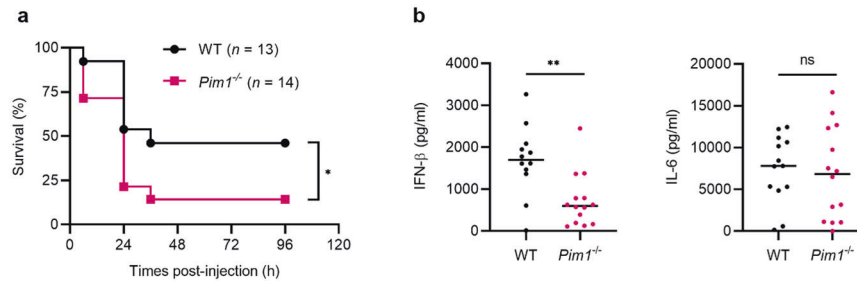 a
WT (n = 13)
Pim1-/- (n = 14)
100
75
50
25
0
Survival (%)
*
0 24 48 72 96 120
Times post-injection (h)
b
**
4000
3000
2000
1000
0
IFN-β (pg/ml)
WT Pim1-/-
ns
20000
15000
10000
5000
0
IL-6 (pg/ml)
WT Pim1-/-